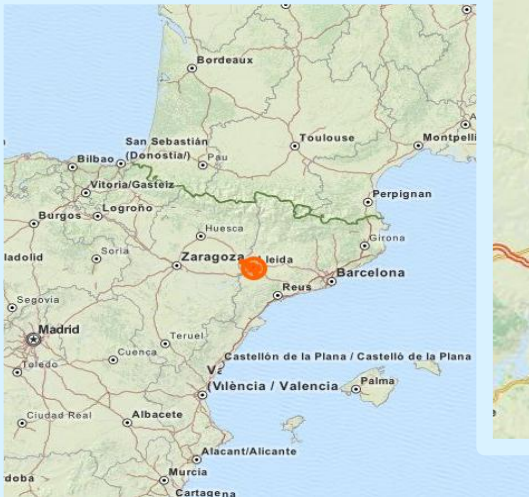 Bordeaux
San Sebastián
(Donostia/)
Toulouse
Montpell
Bilbao
Pau
Vitoria/Gasteiz
Perpignan
Burgos
Logroño
Huesca
Girona
ladolid
Soria
Zaragoza
Lleida
Barcelona
Reus
Segovia
Madrid
Teruel
Castellón de la Plana / Castelló de la Plana
Toledo
Cuenca
(València / Valencia
Palma
Ciudad Real
Albacete
Alacant/Alicante
Murcia
doba
Cartagena